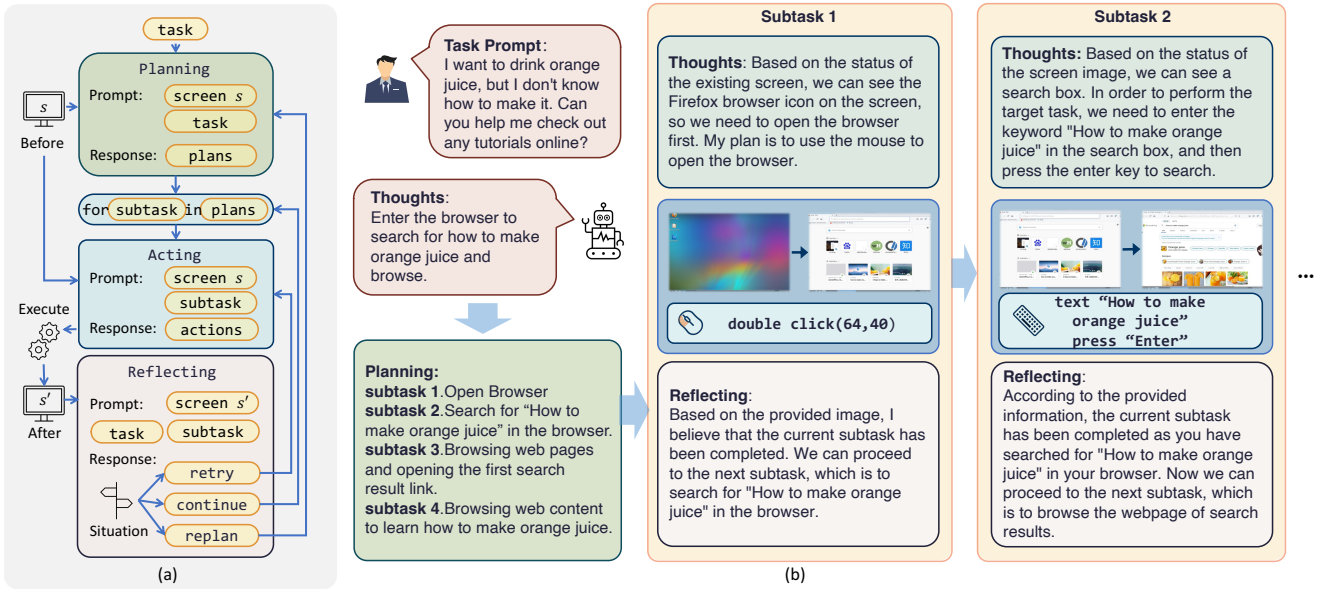 task
Planning
Prompt:
screen s
task
Response:
plans
s
Before
for subtask in plans
Acting
Prompt:
screen s
subtask
Response:
actions
Execute
Reflecting
Prompt:
screen s′
task
subtask
Response:
retry
continue
replan
Situation
s′
After
(a)
Task Prompt:
I want to drink orange
juice, but I don't know
how to make it. Can
you help me check out
any tutorials online?
Thoughts:
Enter the browser to
search for how to make
orange juice and
browse.
Planning:
subtask 1.Open Browser
subtask 2.Search for “How to
make orange juice” in the browser.
subtask 3.Browsing web pages
and opening the first search
result link.
subtask 4.Browsing web content
to learn how to make orange juice.
Subtask 1
Thoughts: Based on the status of
the existing screen, we can see the
Firefox browser icon on the screen,
so we need to open the browser
first. My plan is to use the mouse to
open the browser.
double click(64,40)
Reflecting:
Based on the provided image, I
believe that the current subtask has
been completed. We can proceed
to the next subtask, which is to
search for "How to make orange
juice" in the browser.
Subtask 2
Thoughts: Based on the status of
the screen image, we can see a
search box. In order to perform the
target task, we need to enter the
keyword "How to make orange
juice" in the search box, and then
press the enter key to search.
text “How to make
orange juice”
press “Enter”
Reflecting:
According to the provided
information, the current subtask
has been completed as you have
searched for "How to make orange
juice" in your browser. Now we can
proceed to the next subtask, which
is to browse the webpage of search
results.
...
(b)